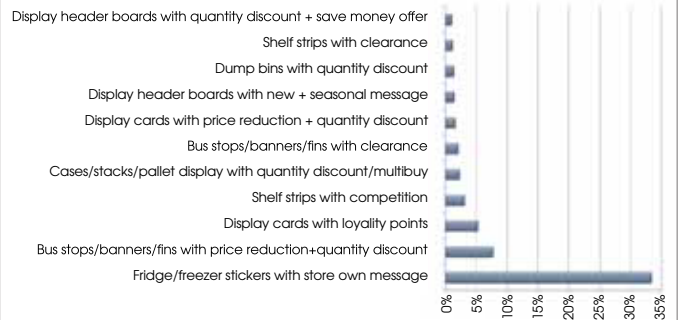 Display header boards with quantity discount + save money offer
Shelf strips with clearance
Dump bins with quantity discount
Display header boards with new + seasonal message
Display cards with price reduction + quantity discount
Bus stops/banners/fins with clearance
Cases/stacks/pallet display with quantity discount/multibuy
Shelf strips with competition
Display cards with loyality points
Bus stops/banners/fins with price reduction+quantity discount
Fridge/freezer stickers with store own message
0% 5% 10% 15% 20% 25% 30% 35%